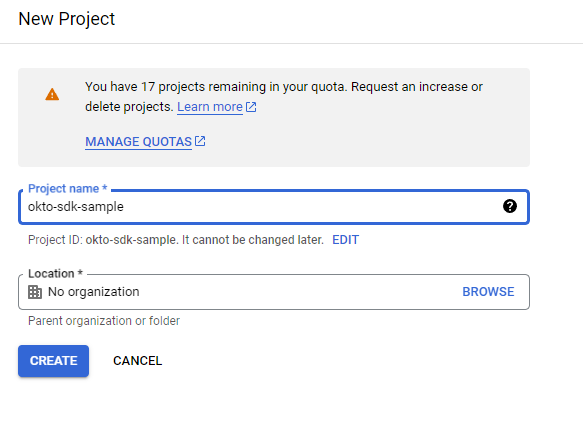 New Project
You have 17 projects remaining in your quota. Request an increase or
delete projects. Learn more
MANAGE QUOTAS
Project name *
okto-sdk-sample
Project ID: okto-sdk-sample. It cannot be changed later. EDIT
Location *
No organization BROWSE
Parent organization or folder
CREATE CANCEL